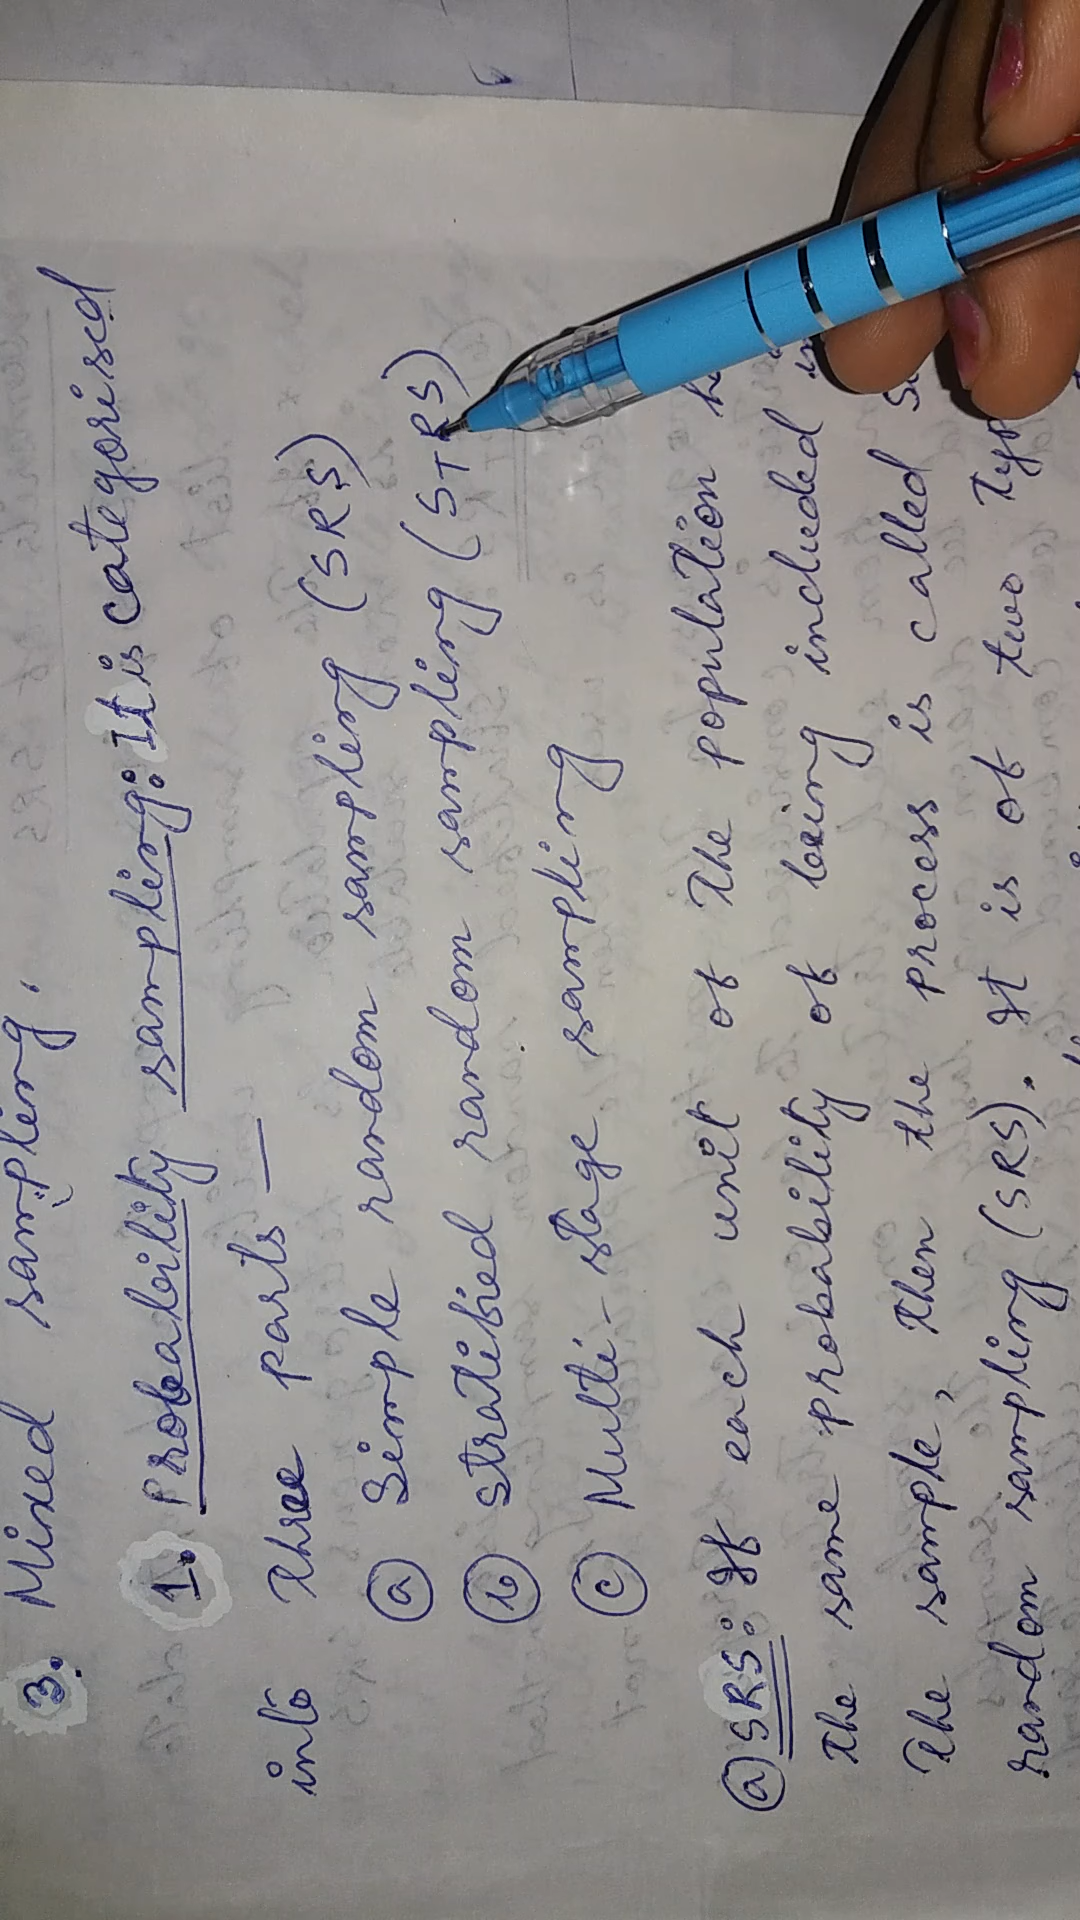 3. Mixed sampling.
1. Probability sampling: It is categorised
into three parts —
(a) Simple random sampling (SRS)
(b) Stratified random sampling (STRS)
(c) Multi-stage sampling
(a) SRS: If each unit of the population
the same probability of being included in
the sample, then the process is called
random sampling (SRS). It is of two